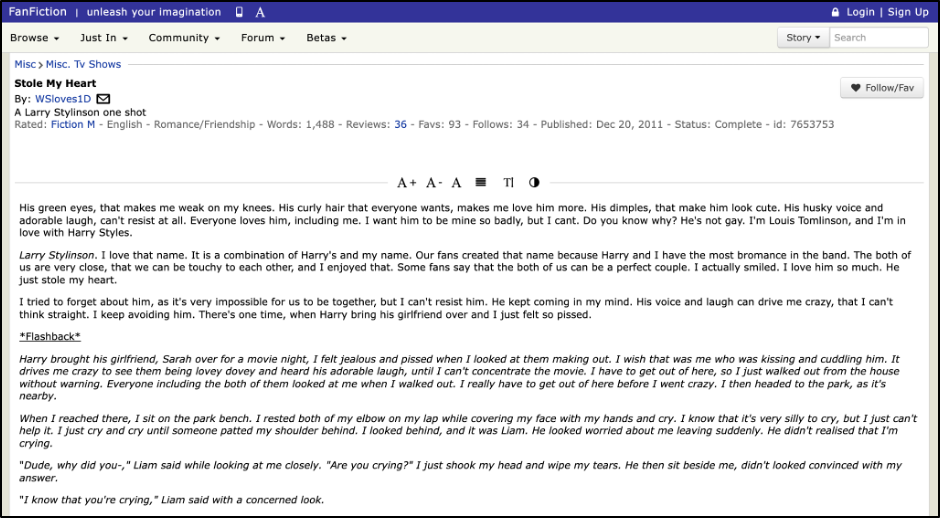 FanFiction | unleash your imagination A Login | Sign Up
Browse Just In Community Forum Betas Story Search
Misc > Misc. Tv Shows
Stole My Heart
Follow/Fav
By: WSloves1D
A Larry Stylinson one shot
Rated: Fiction M - English - Romance/Friendship - Words: 1,488 - Reviews: 36 - Favs: 93 - Follows: 34 - Published: Dec 20, 2011 - Status: Complete - id: 7653753
A+ A- A T|
His green eyes, that makes me weak on my knees. His curly hair that everyone wants, makes me love him more. His dimples, that make him look cute. His husky voice and
adorable laugh, can't resist at all. Everyone loves him, including me. I want him to be mine so badly, but I cant. Do you know why? He's not gay. I'm Louis Tomlinson, and I'm in
love with Harry Styles.
Larry Stylinson. I love that name. It is a combination of Harry's and my name. Our fans created that name because Harry and I have the most bromance in the band. The both of
us are very close, that we can be touchy to each other, and I enjoyed that. Some fans say that the both of us can be a perfect couple. I actually smiled. I love him so much. He
just stole my heart.
I tried to forget about him, as it's very impossible for us to be together, but I can't resist him. He kept coming in my mind. His voice and laugh can drive me crazy, that I can't
think straight. I keep avoiding him. There's one time, when Harry bring his girlfriend over and I just felt so pissed.
*Flashback*
Harry brought his girlfriend, Sarah over for a movie night, I felt jealous and pissed when I looked at them making out. I wish that was me who was kissing and cuddling him. It
drives me crazy to see them being lovey dovey and heard his adorable laugh, until I can't concentrate the movie. I have to get out of here, so I just walked out from the house
without warning. Everyone including the both of them looked at me when I walked out. I really have to get out of here before I went crazy. I then headed to the park, as it's
nearby.
When I reached there, I sit on the park bench. I rested both of my elbow on my lap while covering my face with my hands and cry. I know that it's very silly to cry, but I just can't
help it. I just cry and cry until someone patted my shoulder behind. I looked behind, and it was Liam. He looked worried about me leaving suddenly. He didn't realised that I'm
crying.
"Dude, why did you-," Liam said while looking at me closely. "Are you crying?" I just shook my head and wipe my tears. He then sit beside me, didn't looked convinced with my
answer.
"I know that you're crying," Liam said with a concerned look.